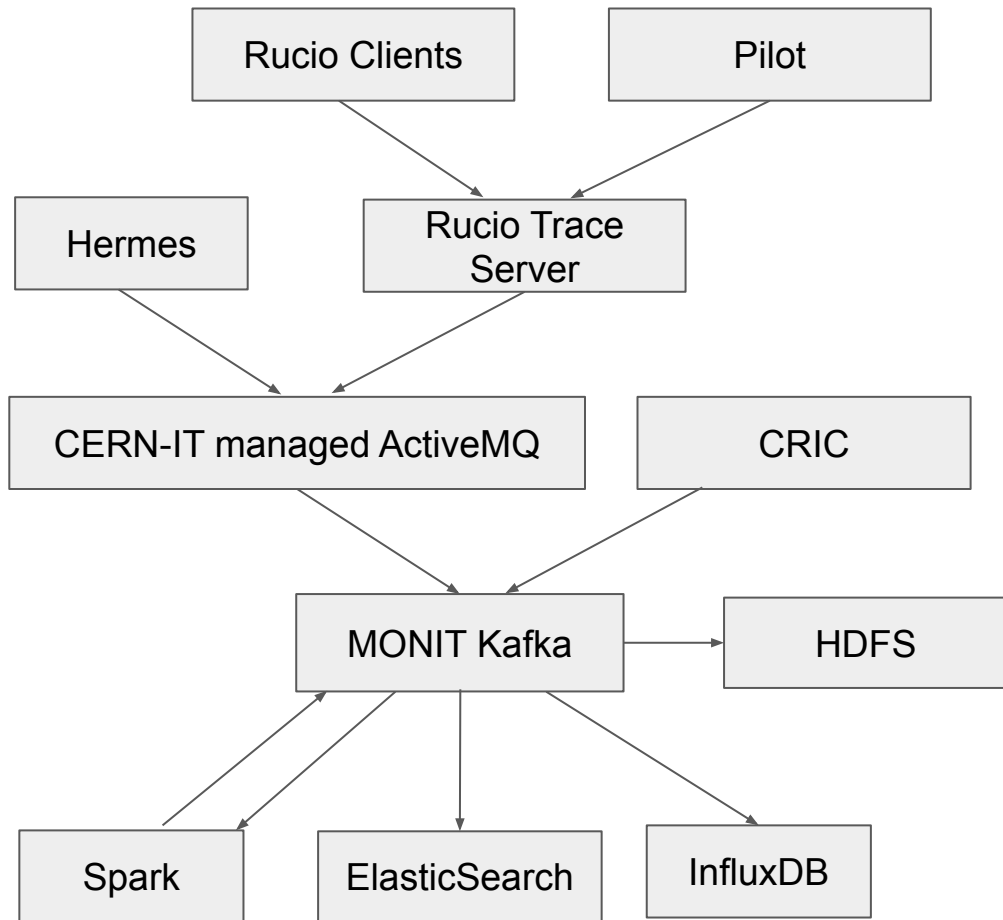 Rucio Clients
Pilot
Hermes
Rucio Trace
Server
CERN-IT managed ActiveMQ
CRIC
MONIT Kafka
HDFS
Spark
ElasticSearch
InfluxDB